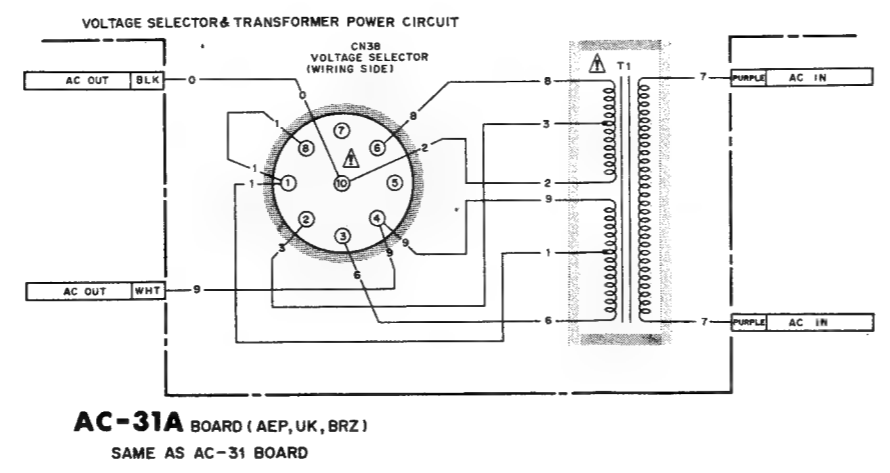 VOLTAGE SELECTOR & TRANSFORMER POWER CIRCUIT
CN38
VOLTAGE SELECTOR
(WIRING SIDE)
T1
AC OUT BLK 0
0
8
7 PURPLE AC IN
1
8
3
7
8
6
2
1
1
1
10
5
2
9
2
4
3
3
9
9
1
6
AC OUT WHT 9
6
7 PURPLE AC IN
AC-31A BOARD (AEP, UK, BRZ)
SAME AS AC-31 BOARD